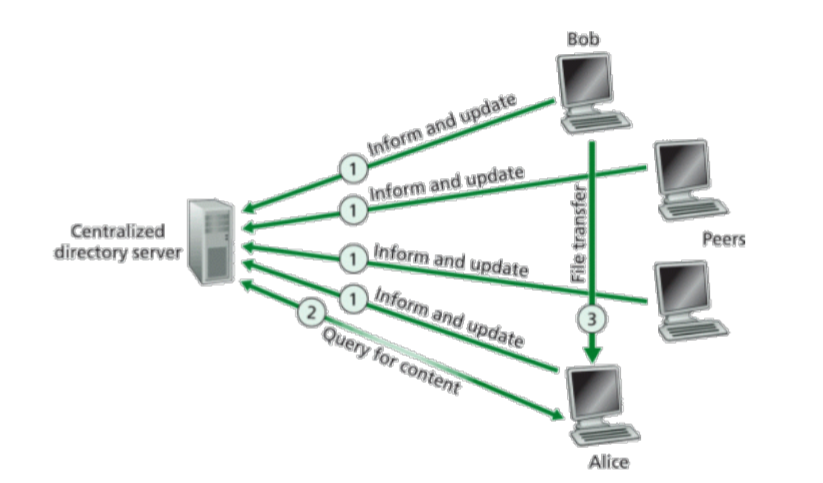 Bob
1 Inform and update
1 Inform and update
Centralized
directory server
File transfer
Peers
1 Inform and update
1 Inform and update
2
Query for content
3
Alice